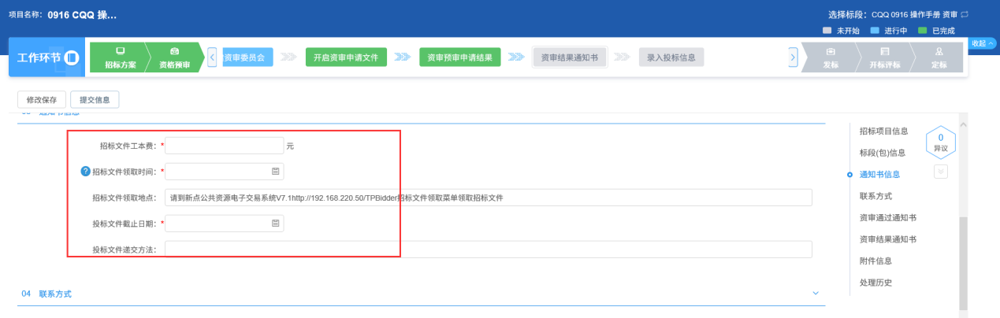 项目名称: 0916 CQQ 操...
选择标段: CQQ 0916 操作手册 资审
未开始 进行中 已完成
收起
工作环节
招标方案
资格预审
资审委员会
开启资审申请文件
资审预审申请结果
资审结果通知书
录入投标信息
发标
开标评标
定标
修改保存
提交信息
招标文件工本费: * 元
? 招标文件领取时间: *
招标文件领取地点: 请到新点公共资源电子交易系统V7.1http://192.168.220.50/TPBidder招标文件领取菜单领取招标文件
投标文件截止日期: *
投标文件递交方法:
04 联系方式
招标项目信息
标段(包)信息
通知书信息
联系方式
资审通过通知书
资审结果通知书
附件信息
处理历史
0
异议